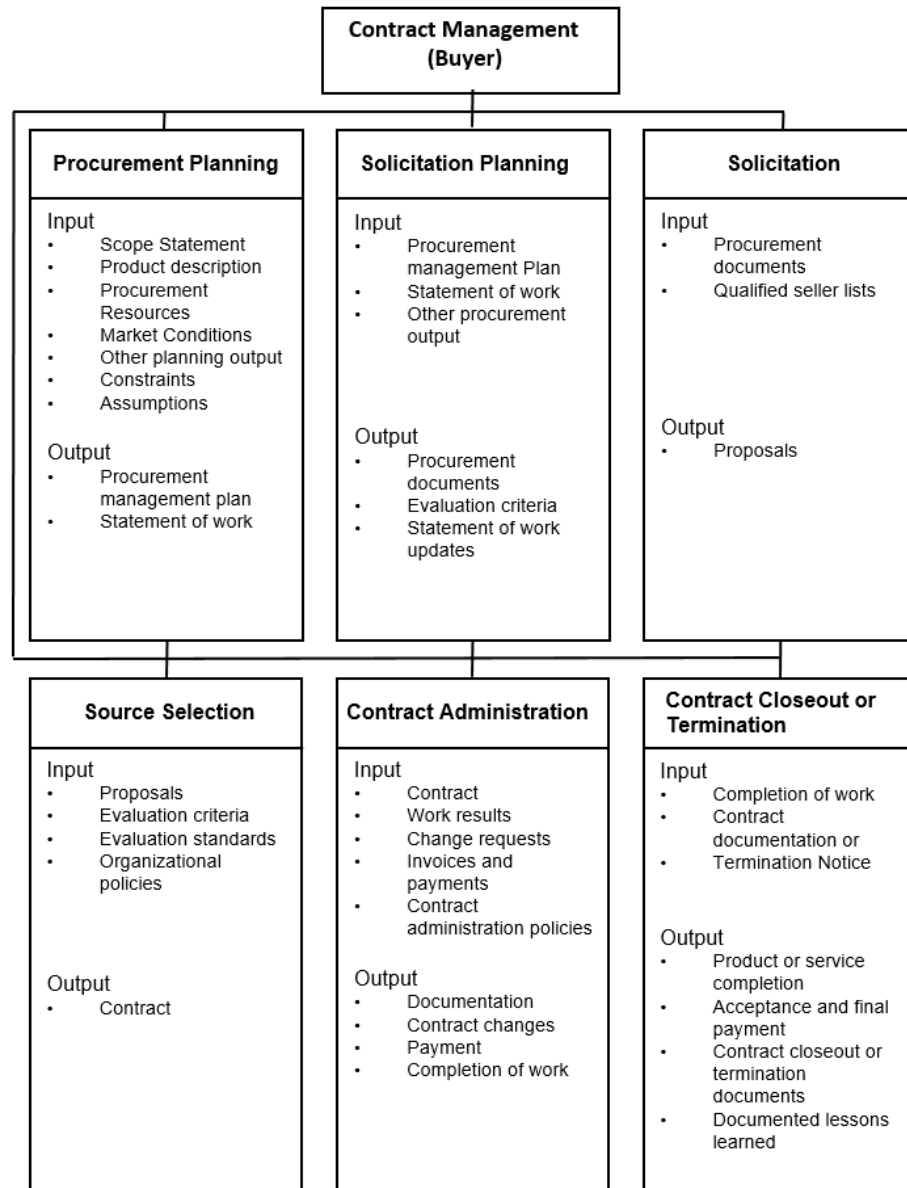 Contract Management
(Buyer)
Procurement Planning
Input
• Scope Statement
• Product description
• Procurement
Resources
• Market Conditions
• Other planning output
• Constraints
• Assumptions
Output
• Procurement
management plan
• Statement of work
Solicitation Planning
Input
• Procurement
management Plan
• Statement of work
• Other procurement
output
Output
• Procurement
documents
• Evaluation criteria
• Statement of work
updates
Solicitation
Input
• Procurement
documents
• Qualified seller lists
Output
• Proposals
Source Selection
Input
• Proposals
• Evaluation criteria
• Evaluation standards
• Organizational
policies
Output
• Contract
Contract Administration
Input
• Contract
• Work results
• Change requests
• Invoices and
payments
• Contract
administration policies
Output
• Documentation
• Contract changes
• Payment
• Completion of work
Contract Closeout or
Termination
Input
• Completion of work
• Contract
documentation or
• Termination Notice
Output
• Product or service
completion
• Acceptance and final
payment
• Contract closeout or
termination
documents
• Documented lessons
learned